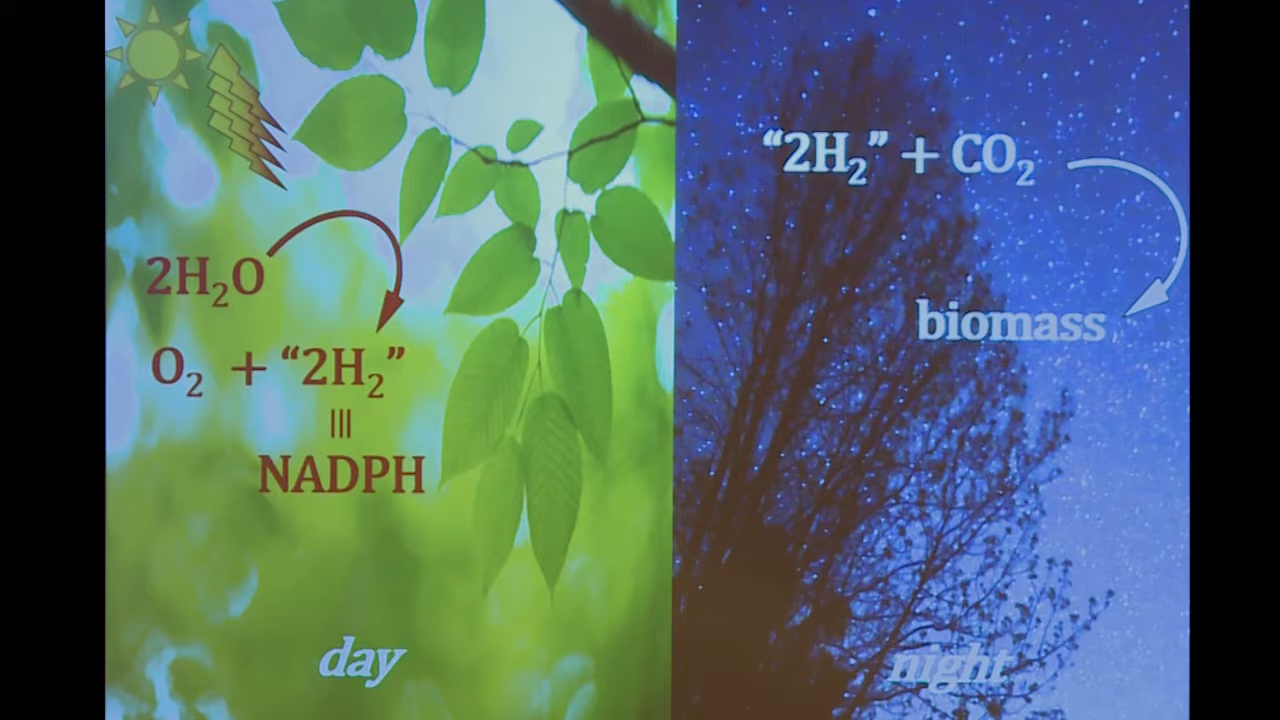 2H₂O
O₂ + “2H₂”
≡
NADPH
day
“2H₂” + CO₂
biomass
night